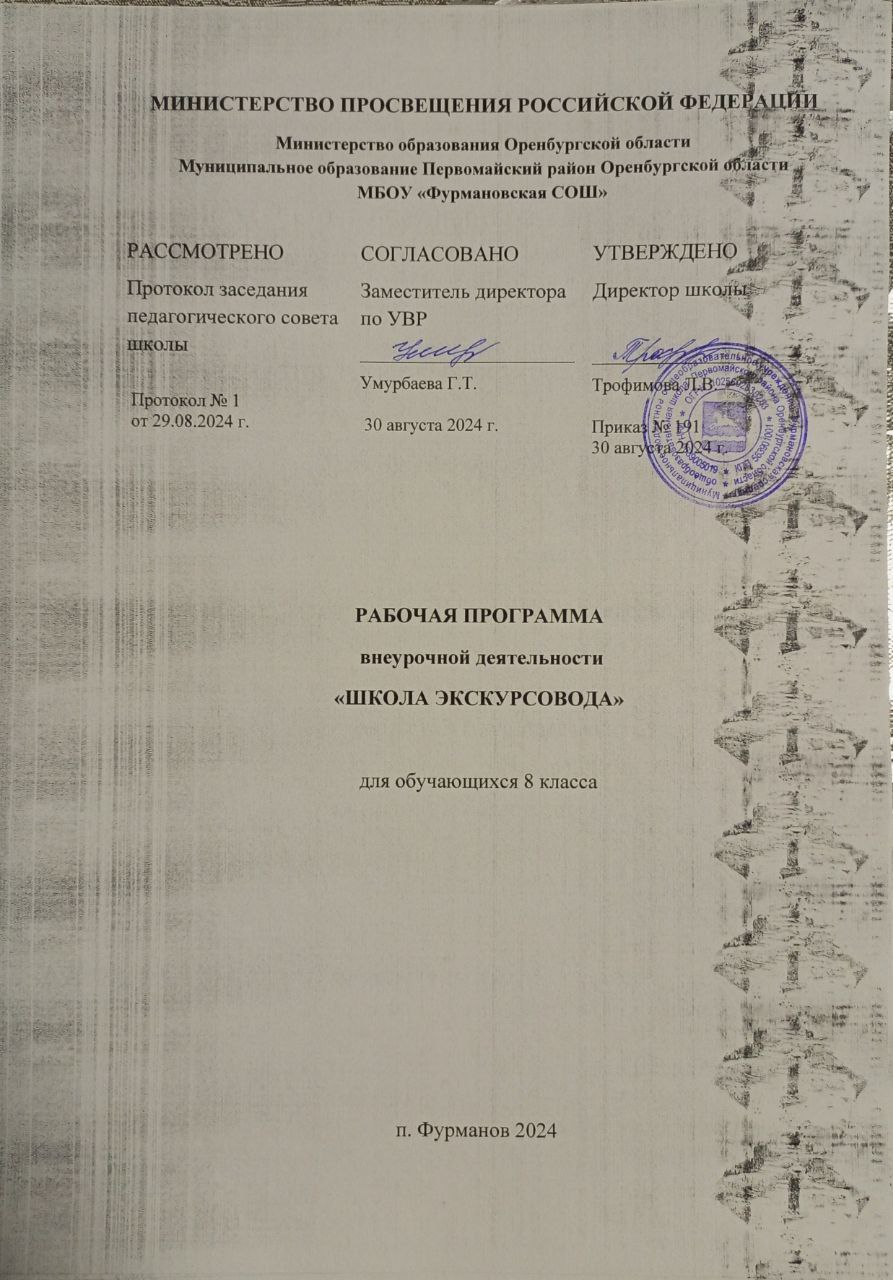 МИНИСТЕРСТВО ПРОСВЕЩЕНИЯ РОССИЙСКОЙ ФЕДЕРАЦИИ
Министерство образования Оренбургской области
Муниципальное образование Первомайский район Оренбургской области
МБОУ «Фурмановская СОШ»
РАССМОТРЕНО
Протокол заседания
педагогического совета
школы
Протокол № 1
от 29.08.2024 г.
СОГЛАСОВАНО
Заместитель директора
по УВР
Умурбаева Г.Т.
30 августа 2024 г.
УТВЕРЖДЕНО
Директор школы
Трофимова Л.В.
Приказ № 191
30 августа 2024 г.
РАБОЧАЯ ПРОГРАММА
внеурочной деятельности
«ШКОЛА ЭКСКУРСОВОДА»
для обучающихся 8 класса
п. Фурманов 2024